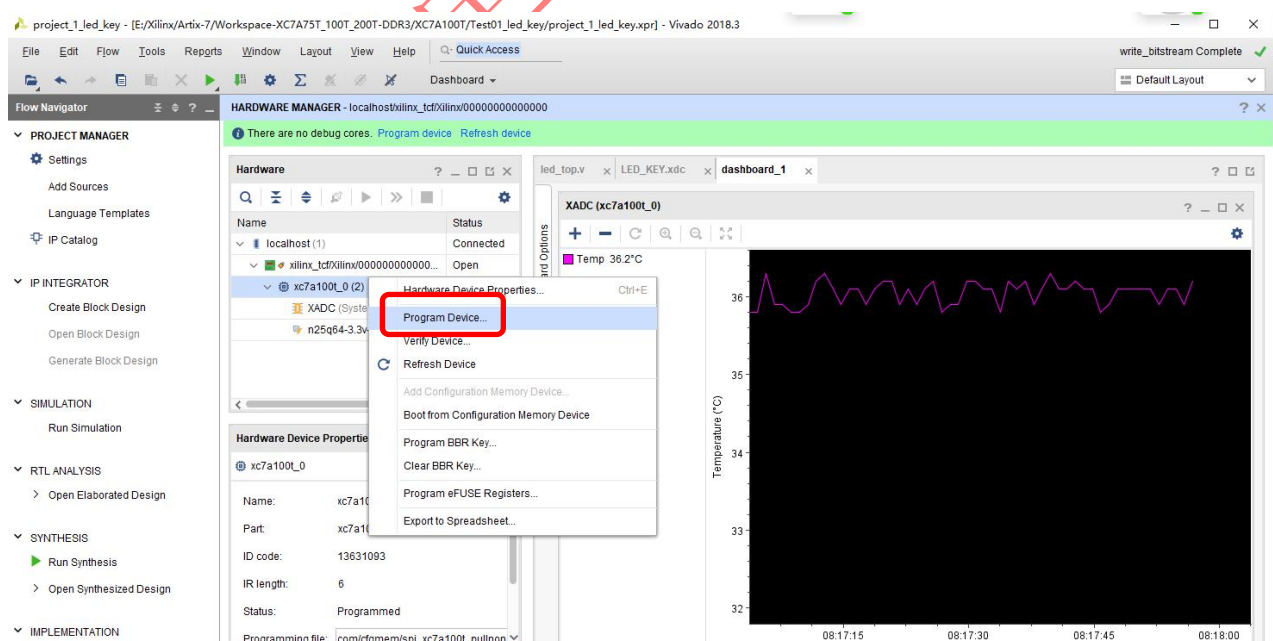 project_1_led_key - [E:/Xilinx/Artix-7/Workspace-XC7A75T_100T_200T-DDR3/XC7A100T/Test01_led_key/project_1_led_key.xpr] - Vivado 2018.3
File Edit Flow Tools Reports Window Layout View Help Quick Access
write_bitstream Complete
Dashboard
Default Layout
Flow Navigator
HARDWARE MANAGER - localhost/xilinx_tcf/Xilinx/00000000000000
There are no debug cores. Program device Refresh device
PROJECT MANAGER
Settings
Add Sources
Language Templates
IP Catalog
IP INTEGRATOR
Create Block Design
Open Block Design
Generate Block Design
SIMULATION
Run Simulation
RTL ANALYSIS
Open Elaborated Design
SYNTHESIS
Run Synthesis
Open Synthesized Design
IMPLEMENTATION
Hardware
Name Status
localhost (1) Connected
xilinx_tcf/Xilinx/000000000000... Open
xc7a100t_0 (2)
XADC (Syste
n25q64-3.3v
Hardware Device Properties... Ctrl+E
Program Device...
Verify Device...
Refresh Device
Add Configuration Memory Device...
Boot from Configuration Memory Device
Program BBR Key...
Clear BBR Key...
Program eFUSE Registers...
Export to Spreadsheet...
Hardware Device Propertie
xc7a100t_0
Name: xc7a10
Part: xc7a10
ID code: 13631093
IR length: 6
Status: Programmed
Programming file: com/cfgmem/spi_xc7a100t_pullnon
led_top.v LED_KEY.xdc dashboard_1
XADC (xc7a100t_0)
rd Options
Temp 36.2°C
Temperature (°C)
36
35
34
33
32
08:17:15 08:17:30 08:17:45 08:18:00